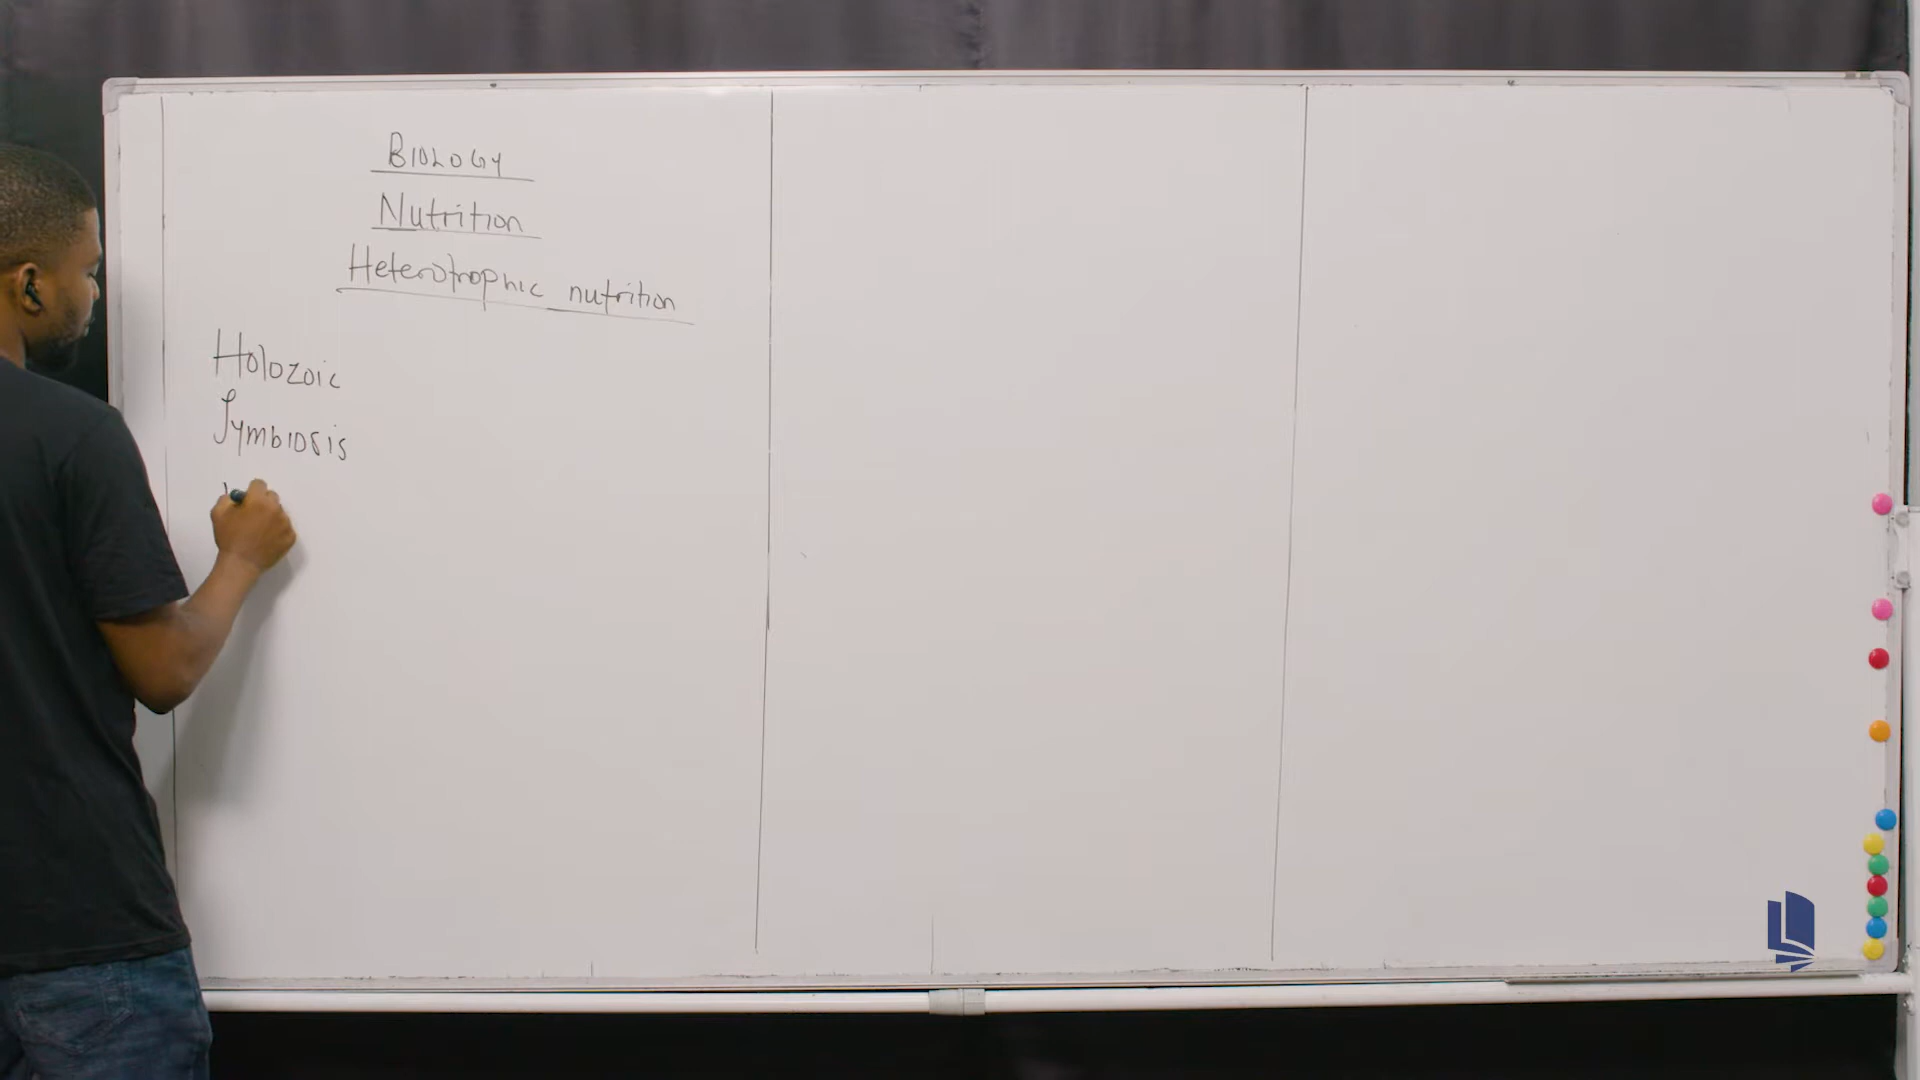 BIOLOGY
Nutrition
Heterotrophic nutrition
Holozoic
Symbiosis